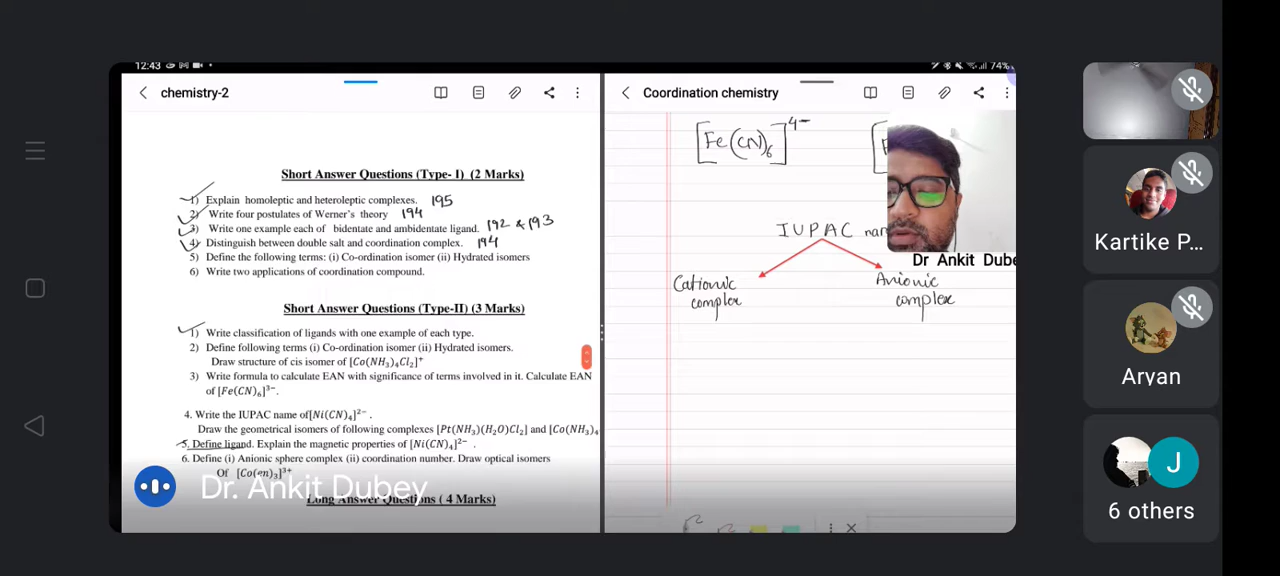 12:43
74%
chemistry-2
Short Answer Questions (Type- I) (2 Marks)
1) Explain homoleptic and heteroleptic complexes. 195
2) Write four postulates of Werner's theory 194
3) Write one example each of bidentate and ambidentate ligand. 192 & 193
4) Distinguish between double salt and coordination complex. 194
5) Define the following terms: (i) Co-ordination isomer (ii) Hydrated isomers
6) Write two applications of coordination compound.
Short Answer Questions (Type-II) (3 Marks)
1) Write classification of ligands with one example of each type.
2) Define following terms (i) Co-ordination isomer (ii) Hydrated isomers.
Draw structure of cis isomer of [Co(NH₃)₄Cl₂]⁺
3) Write formula to calculate EAN with significance of terms involved in it. Calculate EAN
of [Fe(CN)₆]³⁻.
4. Write the IUPAC name of[Ni(CN)₄]²⁻.
Draw the geometrical isomers of following complexes [Pt(NH₃)(H₂O)Cl₂] and [Co(NH₃)₄
5. Define ligand. Explain the magnetic properties of [Ni(CN)₄]²⁻ .
6. Define (i) Anionic sphere complex (ii) coordination number. Draw optical isomers
Of [Co(en)₃]³⁺
Long Answer Questions ( 4 Marks)
Dr. Ankit Dubey
Coordination chemistry
[Fe(CN)₆]⁴⁻
IUPAC
Dr Ankit Dube
Cationic
complex
Anionic
complex
Kartike P...
Aryan
J
6 others